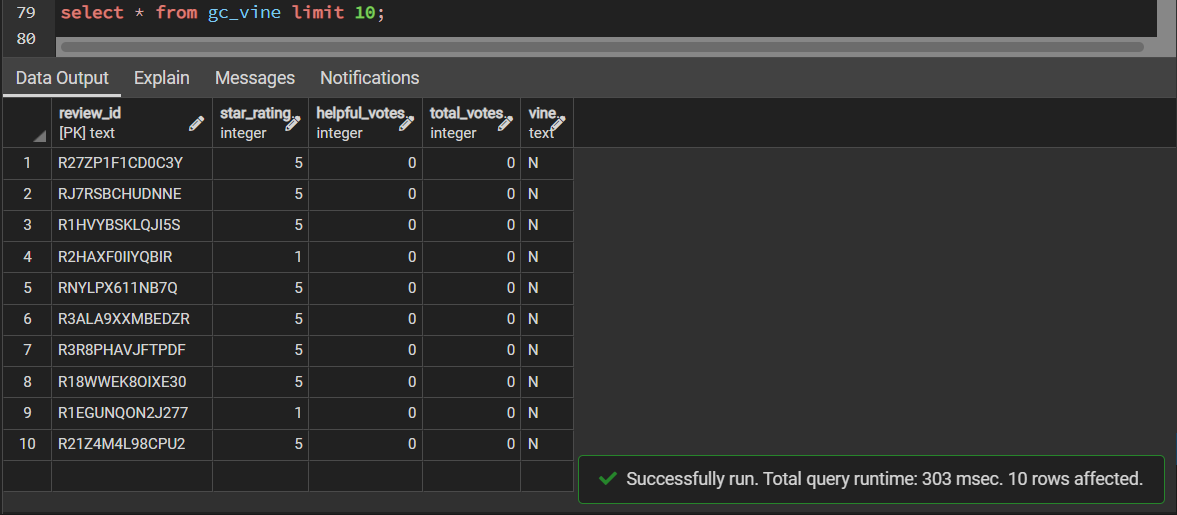 79 select * from gc_vine limit 10;
80
Data Output Explain Messages Notifications
review_id star_rating helpful_votes total_votes vine
[PK] text integer integer integer text
1 R27ZP1F1CD0C3Y 5 0 0 N
2 RJ7RSBCHUDNNE 5 0 0 N
3 R1HVYBSKLQJI5S 5 0 0 N
4 R2HAXF0IIYQBIR 1 0 0 N
5 RNYLPX611NB7Q 5 0 0 N
6 R3ALA9XXMBEDZR 5 0 0 N
7 R3R8PHAVJFTPDF 5 0 0 N
8 R18WWEK8OIXE30 5 0 0 N
9 R1EGUNQON2J277 1 0 0 N
10 R21Z4M4L98CPU2 5 0 0 N
Successfully run. Total query runtime: 303 msec. 10 rows affected.